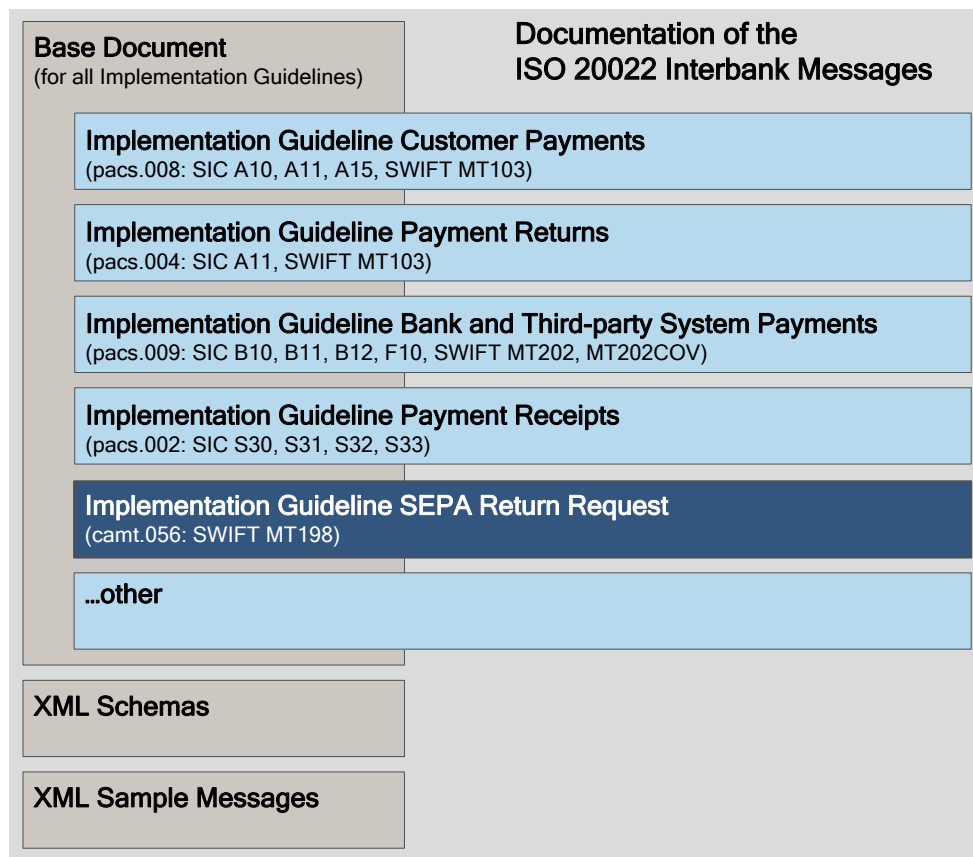 Documentation of the
ISO 20022 Interbank Messages
Base Document
(for all Implementation Guidelines)
Implementation Guideline Customer Payments
(pacs.008: SIC A10, A11, A15, SWIFT MT103)
Implementation Guideline Payment Returns
(pacs.004: SIC A11, SWIFT MT103)
Implementation Guideline Bank and Third-party System Payments
(pacs.009: SIC B10, B11, B12, F10, SWIFT MT202, MT202COV)
Implementation Guideline Payment Receipts
(pacs.002: SIC S30, S31, S32, S33)
Implementation Guideline SEPA Return Request
(camt.056: SWIFT MT198)
...other
XML Schemas
XML Sample Messages